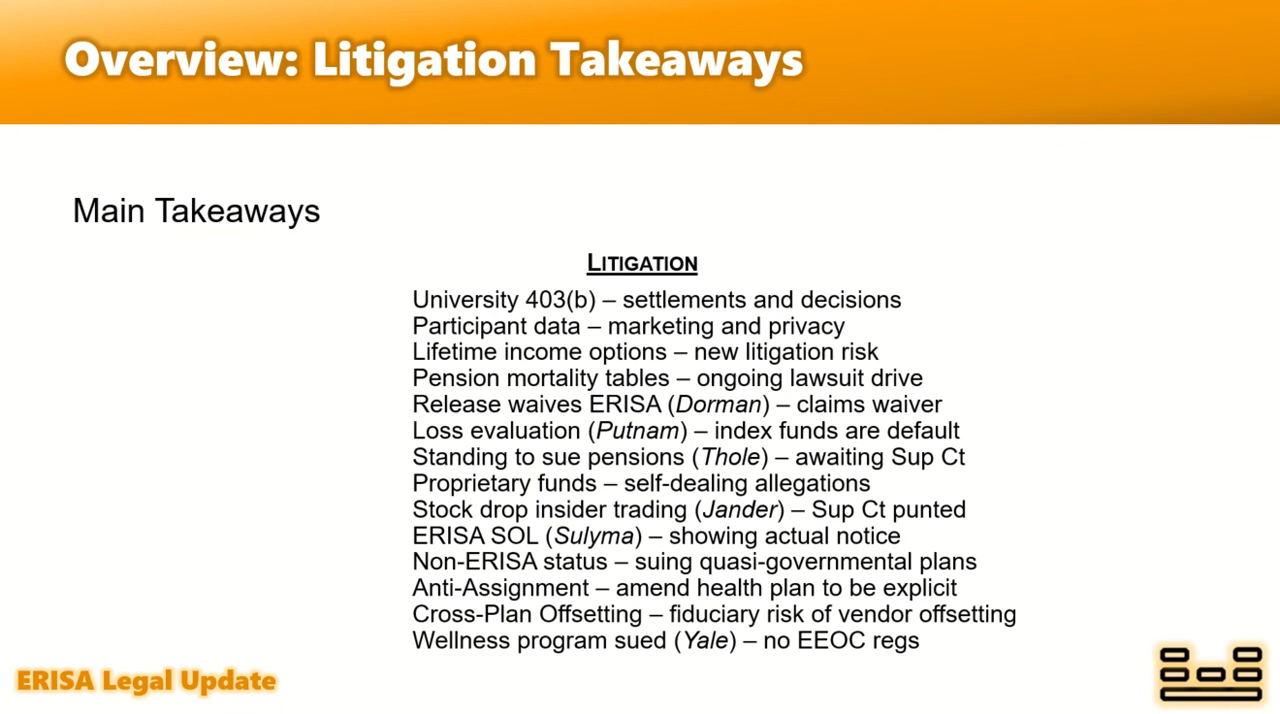 Overview: Litigation Takeaways
Main Takeaways
LITIGATION
University 403(b) – settlements and decisions
Participant data – marketing and privacy
Lifetime income options – new litigation risk
Pension mortality tables – ongoing lawsuit drive
Release waives ERISA (Dorman) – claims waiver
Loss evaluation (Putnam) – index funds are default
Standing to sue pensions (Thole) – awaiting Sup Ct
Proprietary funds – self-dealing allegations
Stock drop insider trading (Jander) – Sup Ct punted
ERISA SOL (Sulyma) – showing actual notice
Non-ERISA status – suing quasi-governmental plans
Anti-Assignment – amend health plan to be explicit
Cross-Plan Offsetting – fiduciary risk of vendor offsetting
Wellness program sued (Yale) – no EEOC regs
ERISA Legal Update